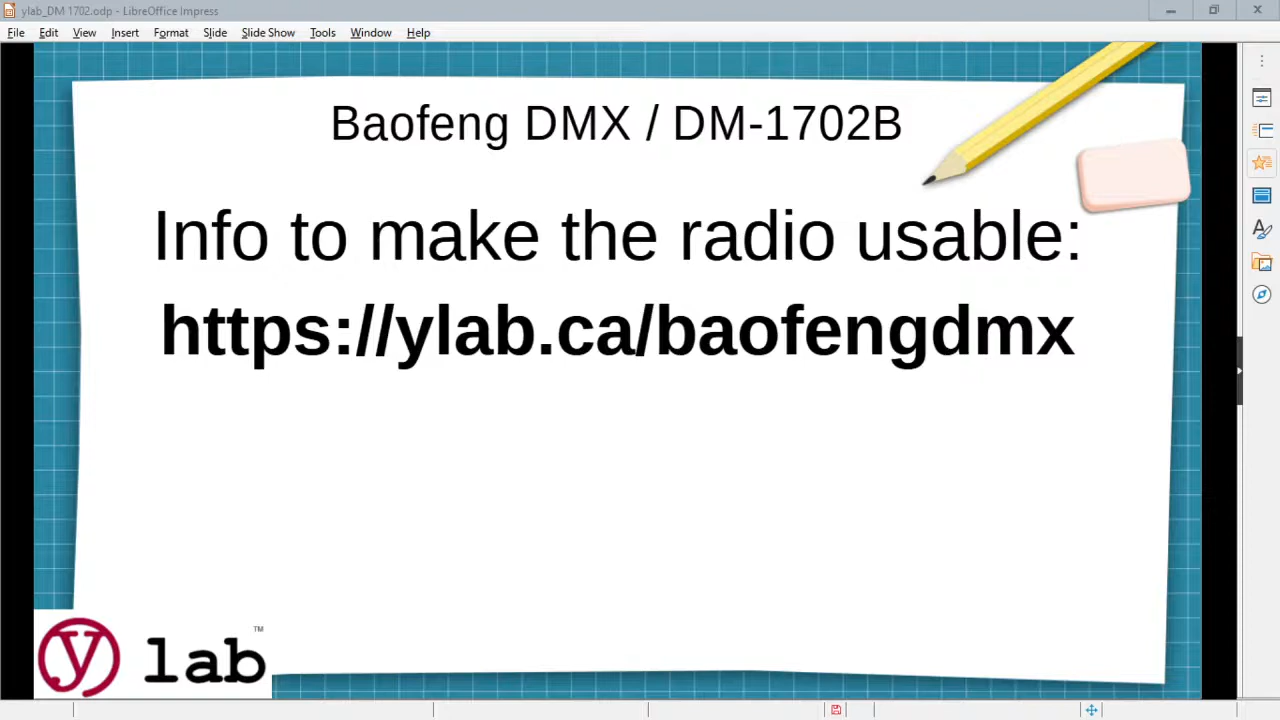 ylab_DM 1702.odp - LibreOffice Impress
File Edit View Insert Format Slide Slide Show Tools Window Help
Baofeng DMX / DM-1702B
Info to make the radio usable:
https://ylab.ca/baofengdmx
y lab™